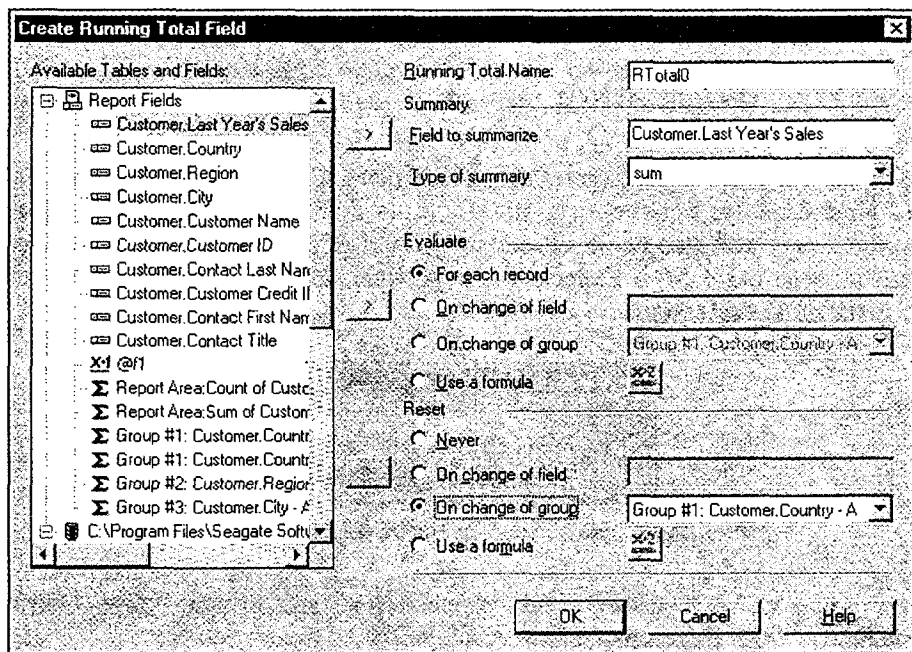 Create Running Total Field
Available Tables and Fields:
Report Fields
Customer.Last Year's Sales
Customer.Country
Customer.Region
Customer.City
Customer.Customer Name
Customer.Customer ID
Customer.Contact Last Nan
Customer.Customer Credit II
Customer.Contact First Nam
Customer.Contact Title
X+1 @f1
Σ Report Area:Count of Custo
Σ Report Area:Sum of Custom
Σ Group #1: Customer.Countr
Σ Group #1: Customer.Countr
Σ Group #2: Customer.Region
Σ Group #3: Customer.City - A
C:\Program Files\Seagate Softw
Running Total Name: RTotal0
Summary
> Field to summarize Customer.Last Year's Sales
Type of summary sum
Evaluate
For each record
> On change of field
On change of group Group #1: Customer.Country - A
Use a formula X+2
Reset
Never
On change of field
On change of group Group #1: Customer.Country - A
Use a formula X+2
OK Cancel Help